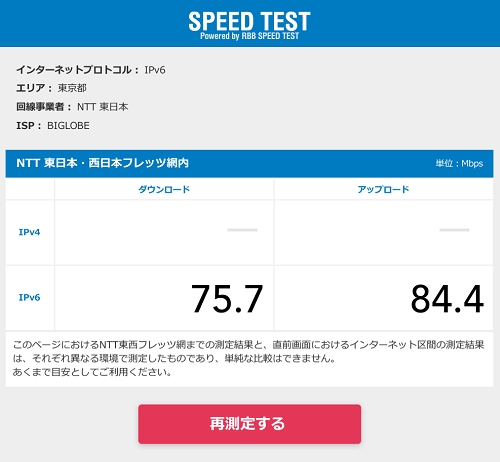 SPEED TEST
Powered by RBB SPEED TEST
インターネットプロトコル： IPv6
エリア： 東京都
回線事業者： NTT 東日本
ISP： BIGLOBE
NTT 東日本・西日本フレッツ網内 単位：Mbps
ダウンロード アップロード
IPv4 — —
IPv6 75.7 84.4
このページにおけるNTT東西フレッツ網までの測定結果と、直前画面におけるインターネット区間の測定結果
は、それぞれ異なる環境で測定したものであり、単純な比較はできません。
あくまで目安としてご利用ください。
再測定する